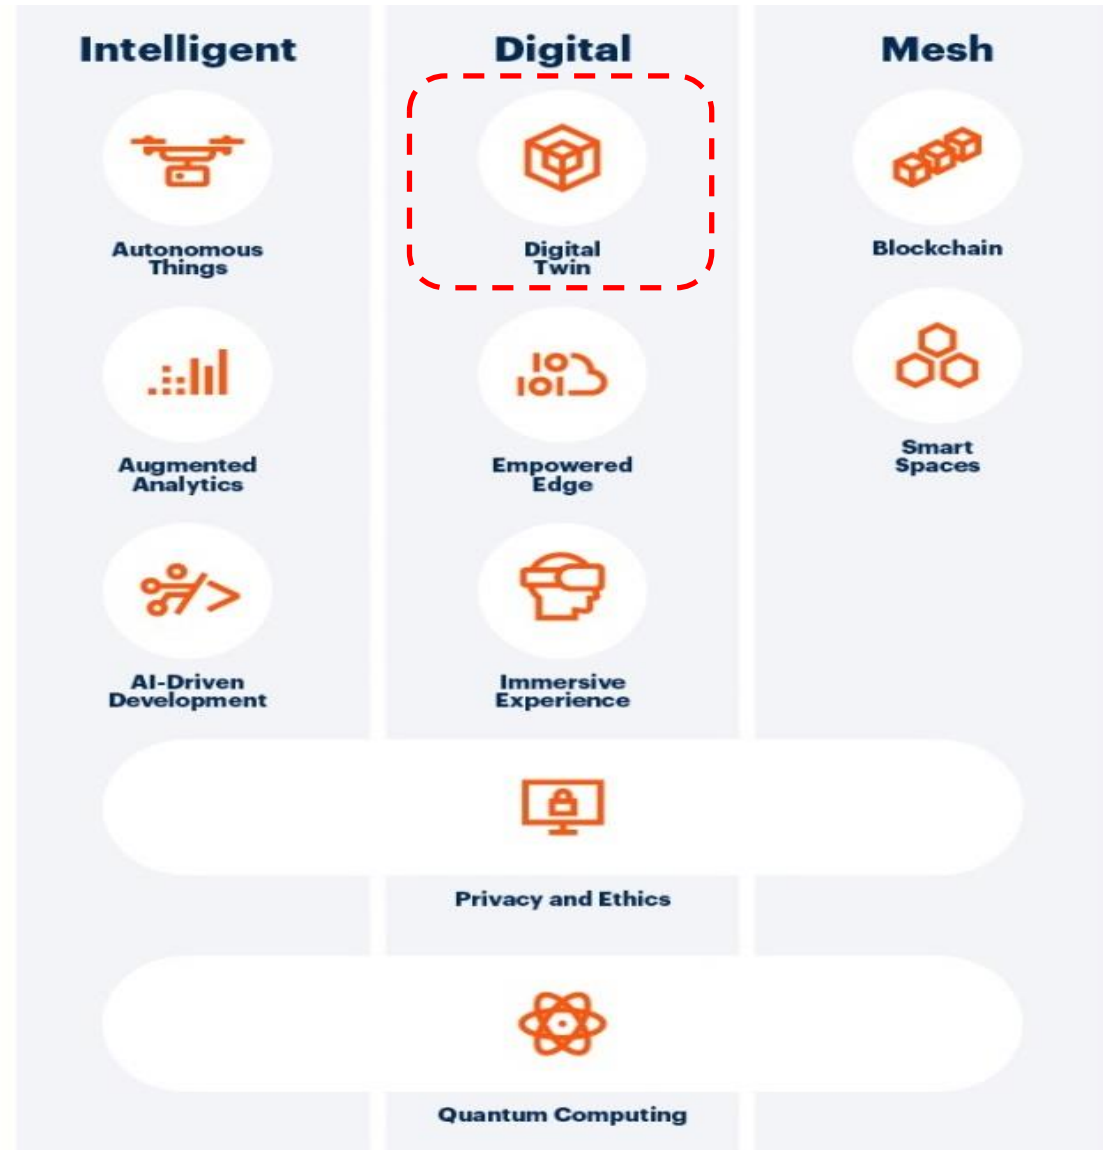 Intelligent
Digital
Mesh
Autonomous
Things
Digital
Twin
Blockchain
Augmented
Analytics
Empowered
Edge
Smart
Spaces
AI-Driven
Development
Immersive
Experience
Privacy and Ethics
Quantum Computing